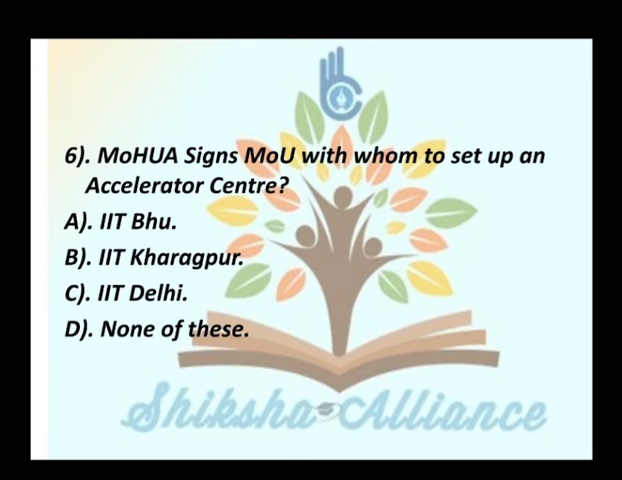 6). MoHUA Signs MoU with whom to set up an
Accelerator Centre?
A). IIT Bhu.
B). IIT Kharagpur.
C). IIT Delhi.
D). None of these.
Shiksha Alliance